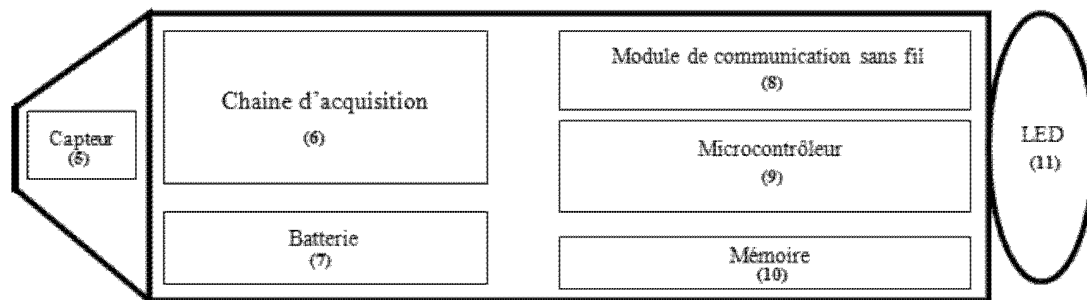 Capteur
(5)
Chaine d'acquisition
(6)
Batterie
(7)
Module de communication sans fil
(8)
Microcontrôleur
(9)
Mémoire
(10)
LED
(11)